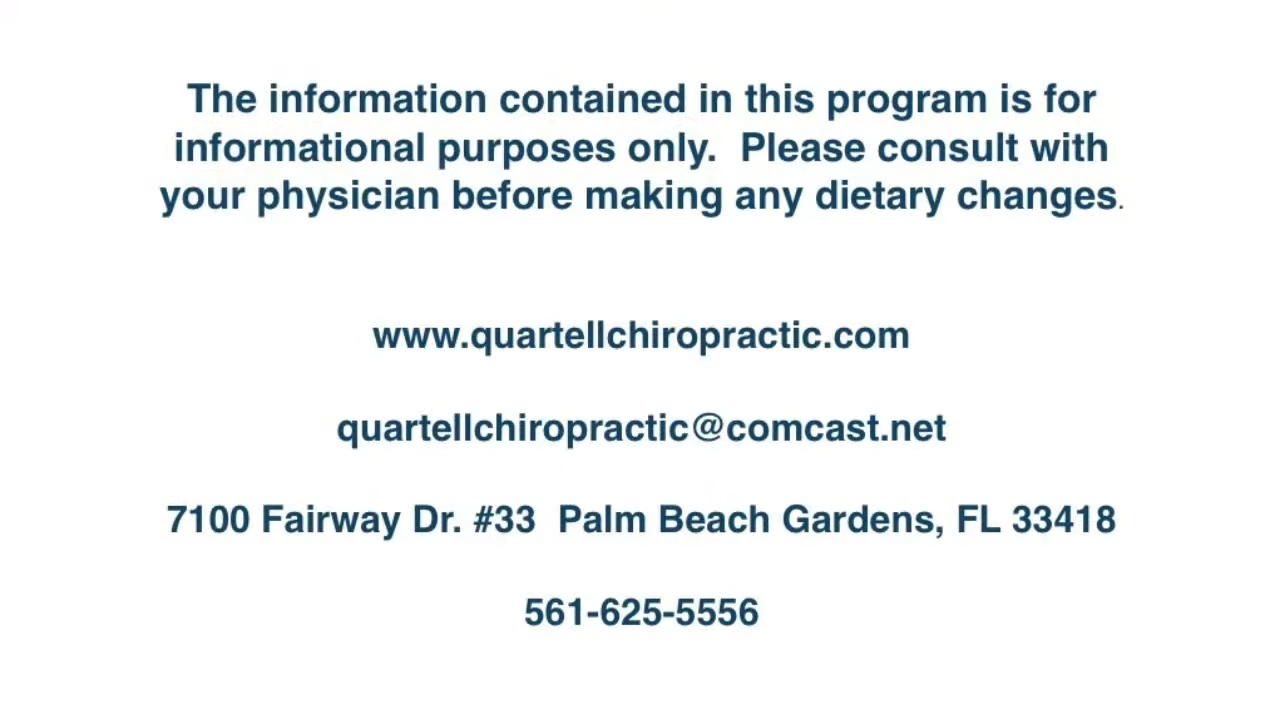 The information contained in this program is for
informational purposes only.  Please consult with
your physician before making any dietary changes.
www.quartellchiropractic.com
quartellchiropractic@comcast.net
7100 Fairway Dr. #33  Palm Beach Gardens, FL 33418
561-625-5556